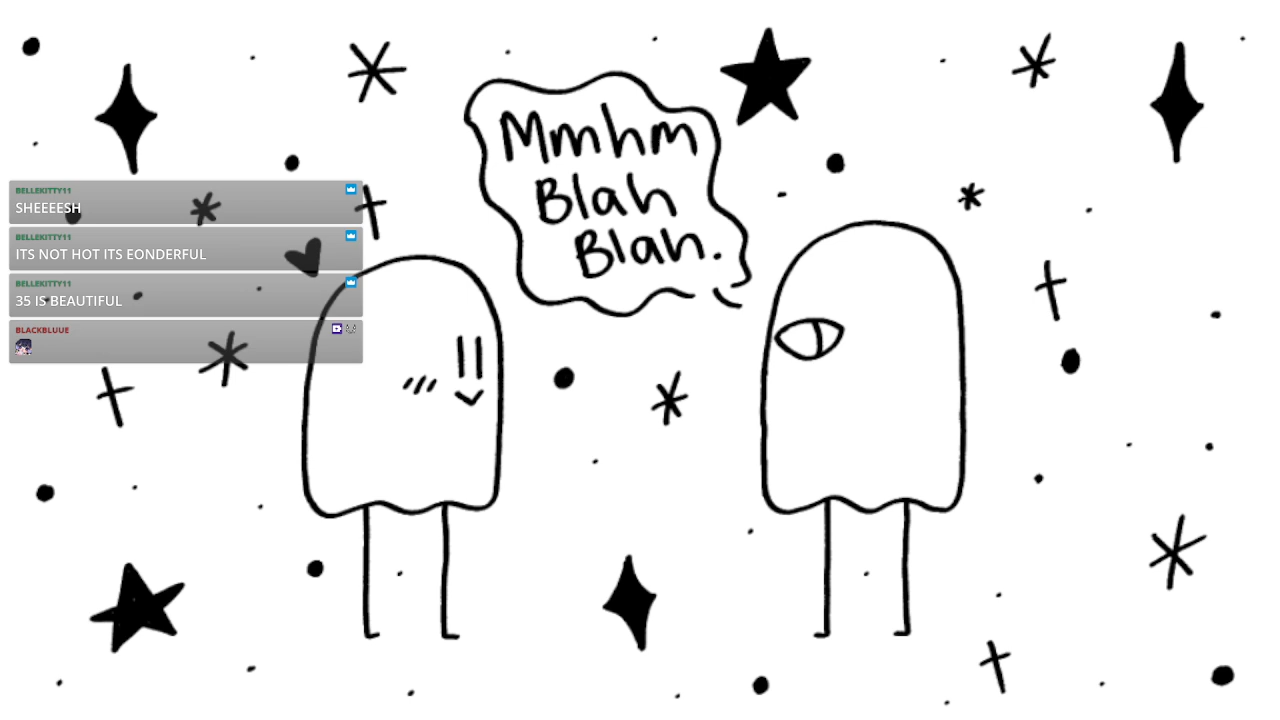 Mmhm
Blah
Blah.
BELLEKITTY11
SHEEEESH
BELLEKITTY11
ITS NOT HOT ITS EONDERFUL
BELLEKITTY11
35 IS BEAUTIFUL
BLACKBLUUE